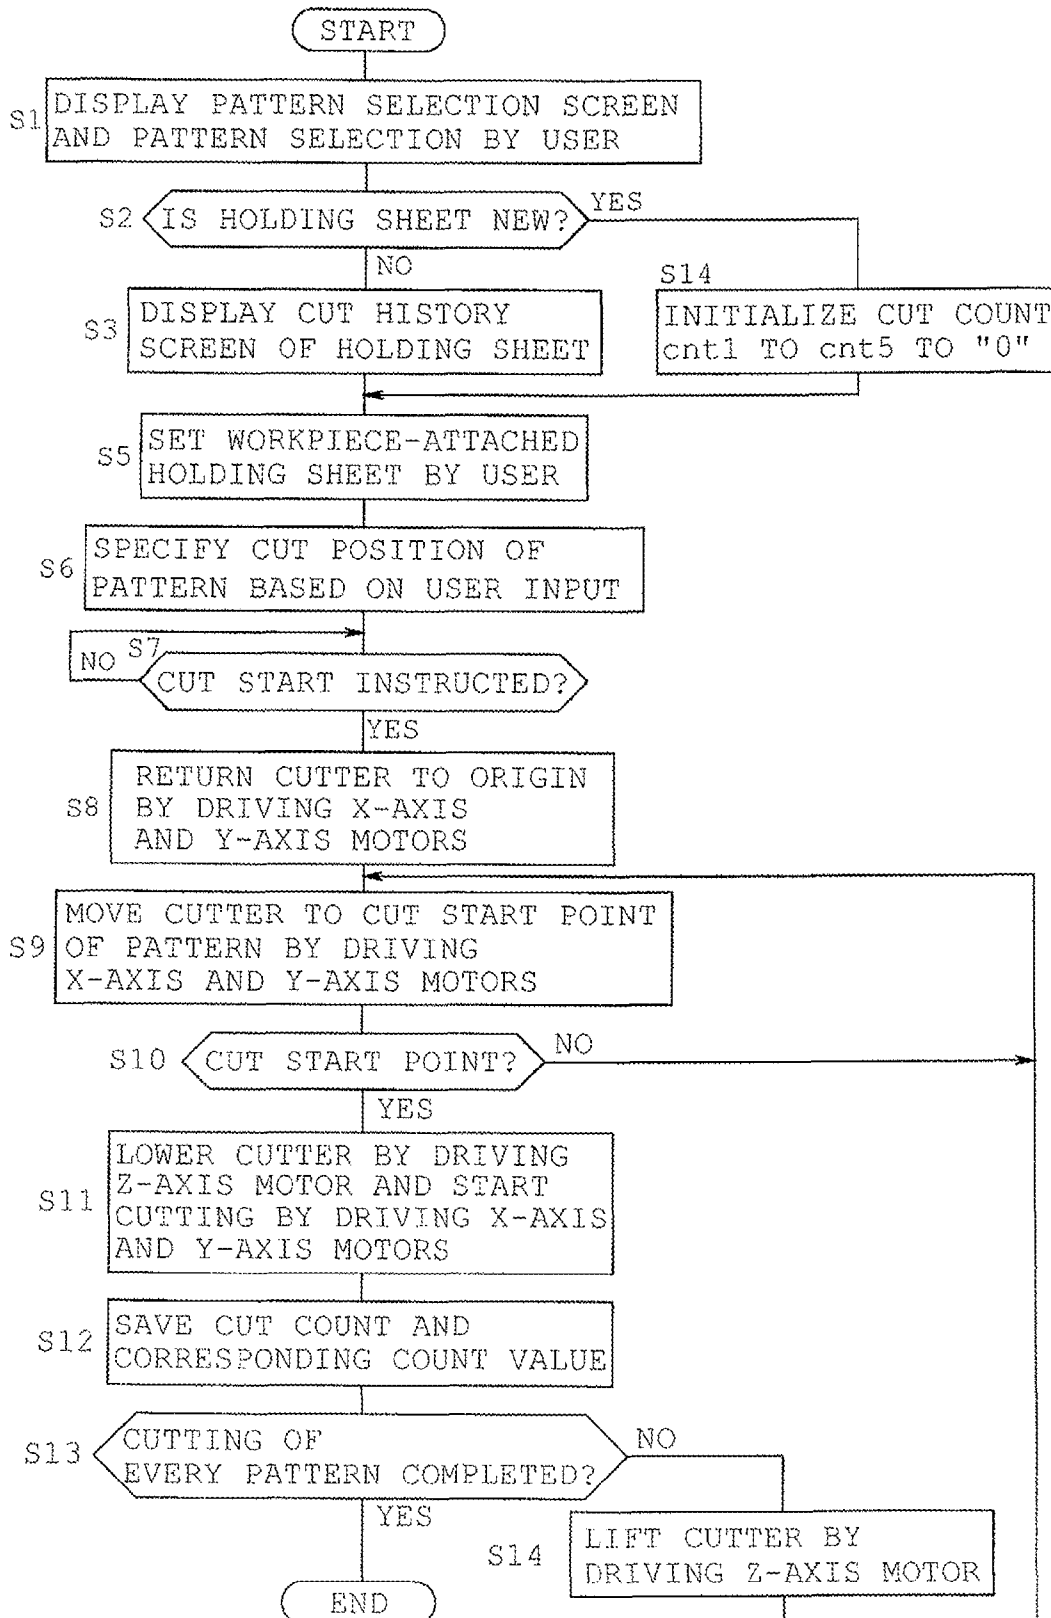 START
S1
DISPLAY PATTERN SELECTION SCREEN
AND PATTERN SELECTION BY USER
S2
IS HOLDING SHEET NEW?
YES
NO
S14
INITIALIZE CUT COUNT
cnt1 TO cnt5 TO "0"
S3
DISPLAY CUT HISTORY
SCREEN OF HOLDING SHEET
S5
SET WORKPIECE-ATTACHED
HOLDING SHEET BY USER
S6
SPECIFY CUT POSITION OF
PATTERN BASED ON USER INPUT
S7
NO
CUT START INSTRUCTED?
YES
S8
RETURN CUTTER TO ORIGIN
BY DRIVING X-AXIS
AND Y-AXIS MOTORS
S9
MOVE CUTTER TO CUT START POINT
OF PATTERN BY DRIVING
X-AXIS AND Y-AXIS MOTORS
S10
CUT START POINT?
NO
YES
S11
LOWER CUTTER BY DRIVING
Z-AXIS MOTOR AND START
CUTTING BY DRIVING X-AXIS
AND Y-AXIS MOTORS
S12
SAVE CUT COUNT AND
CORRESPONDING COUNT VALUE
S13
CUTTING OF
EVERY PATTERN COMPLETED?
NO
YES
S14
LIFT CUTTER BY
DRIVING Z-AXIS MOTOR
END